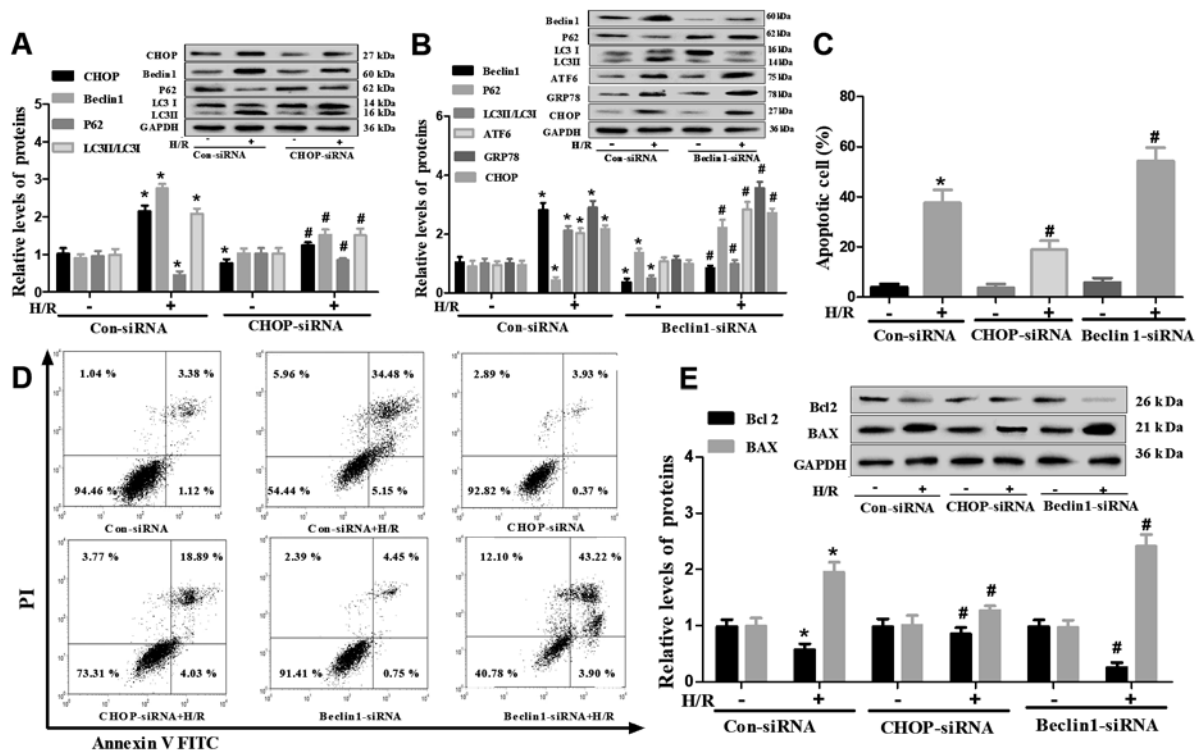 A
CHOP
Beclin1
P62
LC3II/LC3I
CHOP 27 kDa
Beclin1 60 kDa
P62 62 kDa
LC3 I 14 kDa
LC3II 16 kDa
GAPDH 36 kDa
- + - +
H/R
Con-siRNA CHOP-siRNA
Relative levels of proteins
5
4
3
2
1
0
* * * *
* # # # #
H/R - + - +
Con-siRNA CHOP-siRNA
B
Beclin1
P62
LC3II/LC3I
ATF6
GRP78
CHOP
Beclin1 60 kDa
P62 62 kDa
LC3 I 16 kDa
LC3II 14 kDa
ATF6 75 kDa
GRP78 78 kDa
CHOP 27 kDa
GAPDH 36 kDa
- + - +
H/R
Con-siRNA Beclin1-siRNA
Relative levels of proteins
6
4
2
0
* * * * * *
* * * # # # # # #
H/R - + - +
Con-siRNA Beclin1-siRNA
C
Apoptotic cell (%)
80
60
40
20
0
* # #
H/R - + - + - +
Con-siRNA CHOP-siRNA Beclin 1-siRNA
D
PI
1.04 % 3.38 %
94.46 % 1.12 %
Con-siRNA
5.96 % 34.48 %
54.44 % 5.15 %
Con-siRNA+H/R
2.89 % 3.93 %
92.82 % 0.37 %
CHOP-siRNA
3.77 % 18.89 %
73.31 % 4.03 %
CHOP-siRNA+H/R
2.39 % 4.45 %
91.41 % 0.75 %
Beclin1-siRNA
12.10 % 43.22 %
40.78 % 3.90 %
Beclin1-siRNA+H/R
Annexin V FITC
E
Bcl 2
BAX
Bcl2 26 k Da
BAX 21 k Da
GAPDH 36 k Da
- + - + - +
H/R
Con-siRNA CHOP-siRNA Beclin1-siRNA
Relative levels of proteins
4
3
2
1
0
* * # # # #
H/R - + - + - +
Con-siRNA CHOP-siRNA Beclin1-siRNA